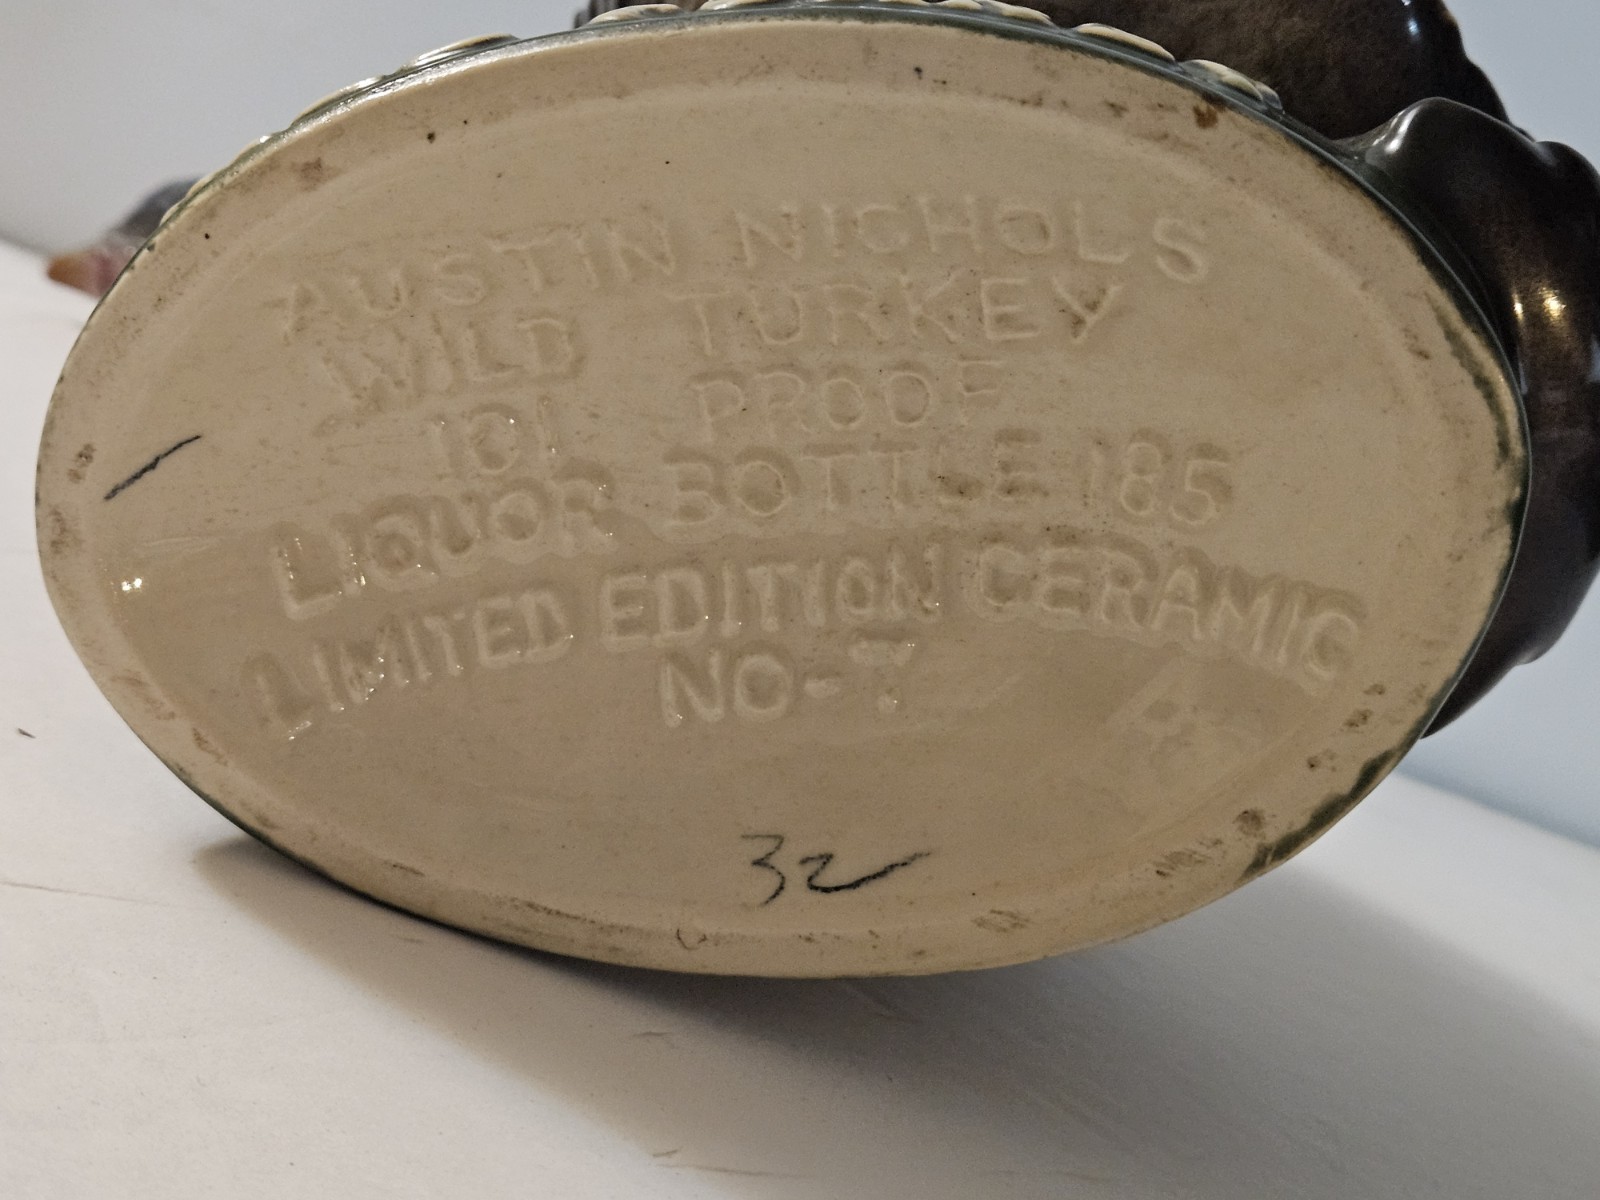 AUSTIN NICHOLS
WILD TURKEY
101 PROOF
LIQUOR BOTTLE 185
LIMITED EDITION CERAMIC
NO-7
32